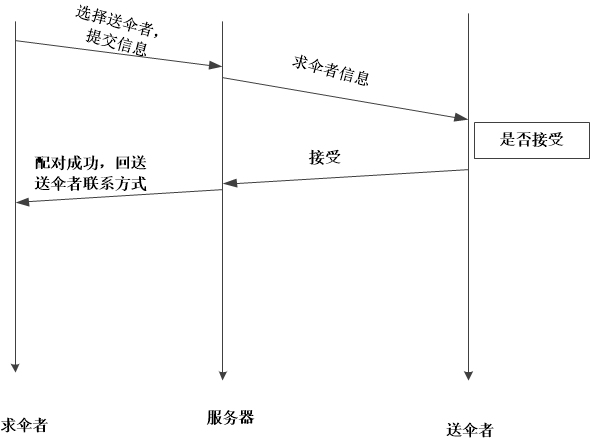 选择送伞者，
提交信息
求伞者信息
是否接受
接受
配对成功，回送
送伞者联系方式
求伞者
服务器
送伞者